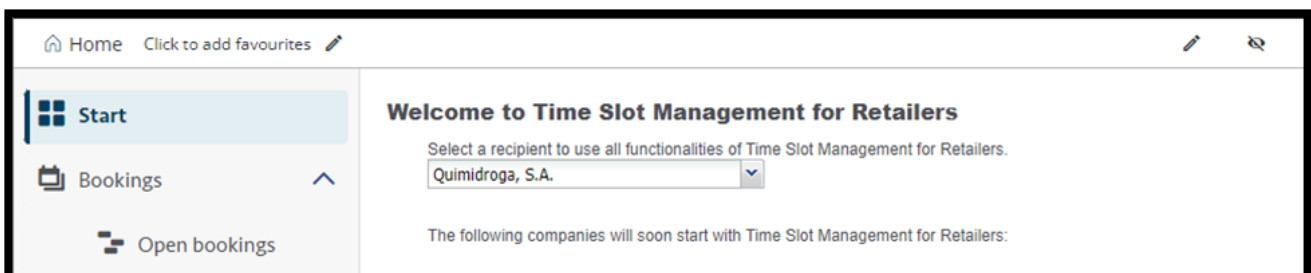 Home Click to add favourites
Start
Welcome to Time Slot Management for Retailers
Select a recipient to use all functionalities of Time Slot Management for Retailers.
Quimidroga, S.A.
Bookings
Open bookings
The following companies will soon start with Time Slot Management for Retailers: